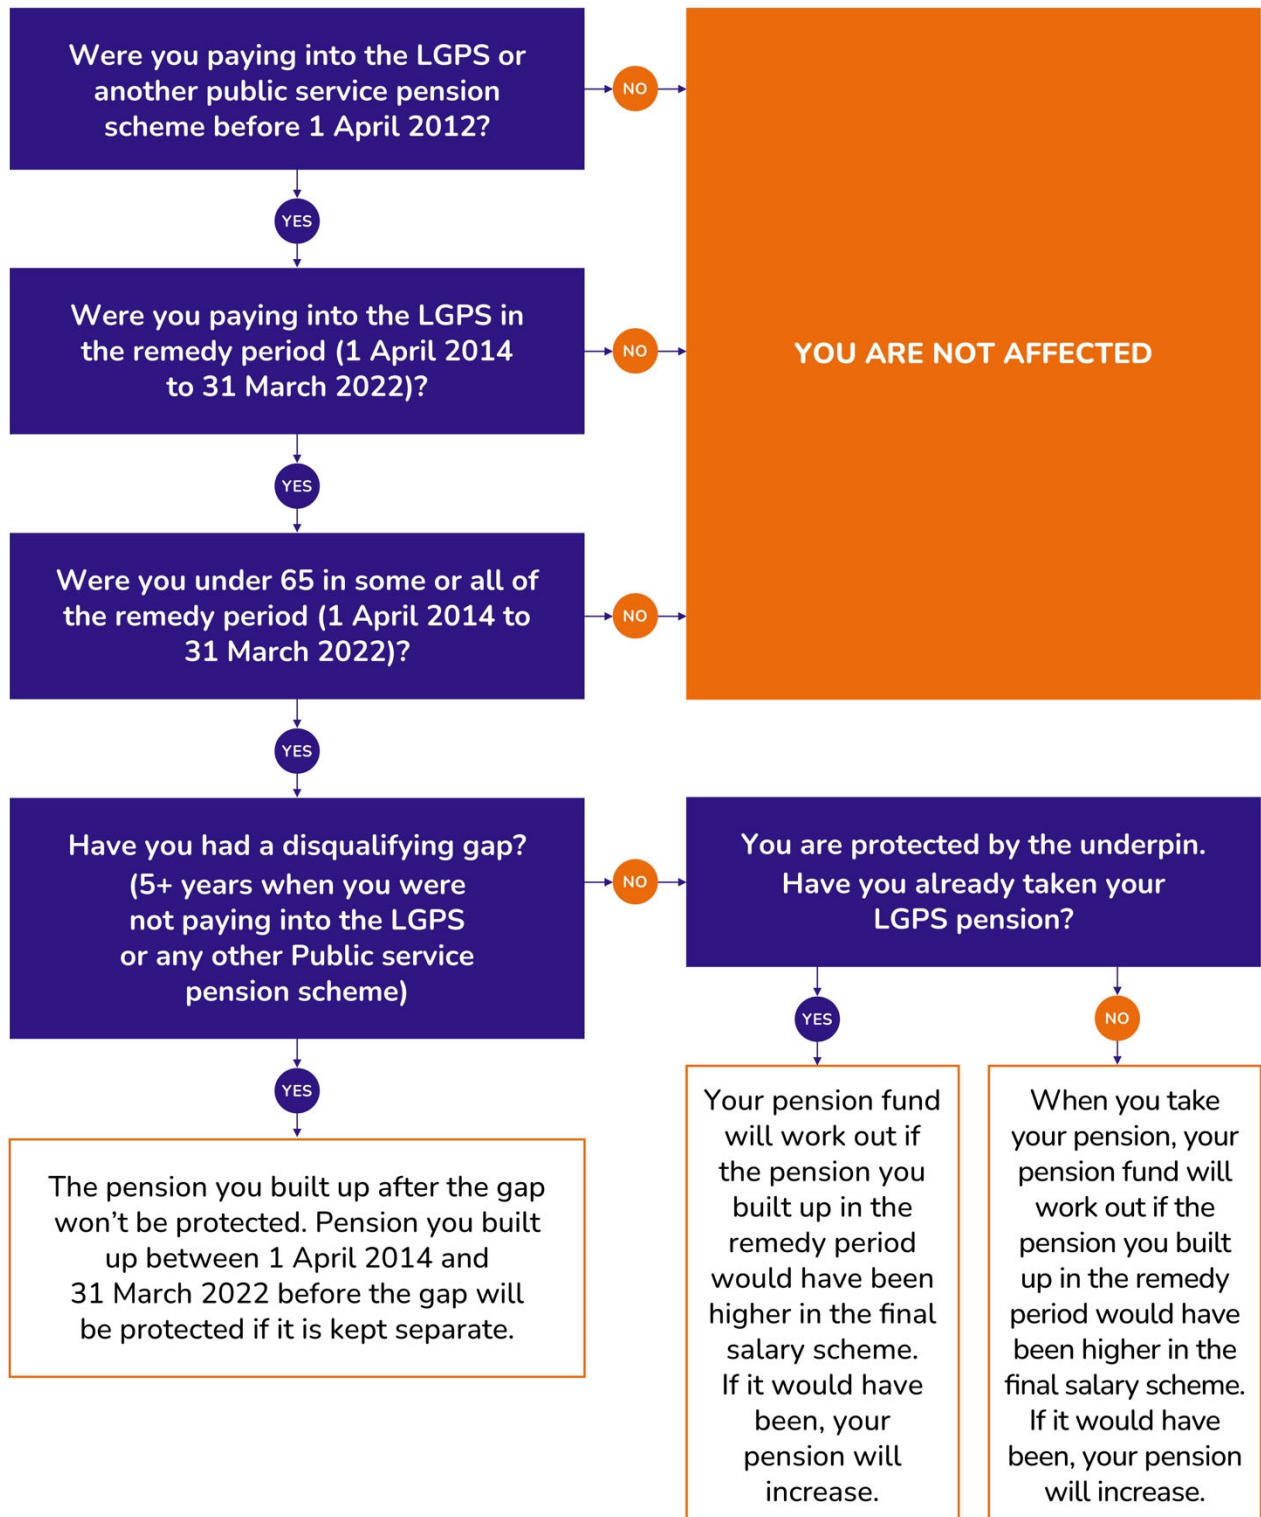 Were you paying into the LGPS or
another public service pension
scheme before 1 April 2012?
NO
YES
Were you paying into the LGPS in
the remedy period (1 April 2014
to 31 March 2022)?
NO
YOU ARE NOT AFFECTED
YES
Were you under 65 in some or all of
the remedy period (1 April 2014 to
31 March 2022)?
NO
YES
Have you had a disqualifying gap?
(5+ years when you were
not paying into the LGPS
or any other Public service
pension scheme)
NO
You are protected by the underpin.
Have you already taken your
LGPS pension?
YES
The pension you built up after the gap
won’t be protected. Pension you built
up between 1 April 2014 and
31 March 2022 before the gap will
be protected if it is kept separate.
YES
Your pension fund
will work out if
the pension you
built up in the
remedy period
would have been
higher in the final
salary scheme.
If it would have
been, your
pension will
increase.
NO
When you take
your pension, your
pension fund will
work out if the
pension you built
up in the remedy
period would have
been higher in the
final salary scheme.
If it would have
been, your pension
will increase.